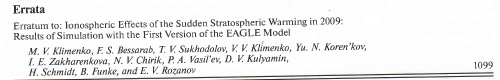 Errata
Erratum to: Ionospheric Effects of the Sudden Stratospheric Warming in 2009:
Results of Simulation with the First Version of the EAGLE Model
M. V. Klimenko, F. S. Bessarab, T. V. Sukhodolov, V. V. Klimenko, Yu. N. Koren'kov,
I. E. Zakharenkova, N. V. Chirik, P. A. Vasil'ev, D. V. Kulyamin,
H. Schmidt, B. Funke, and E. V. Rozanov
1099